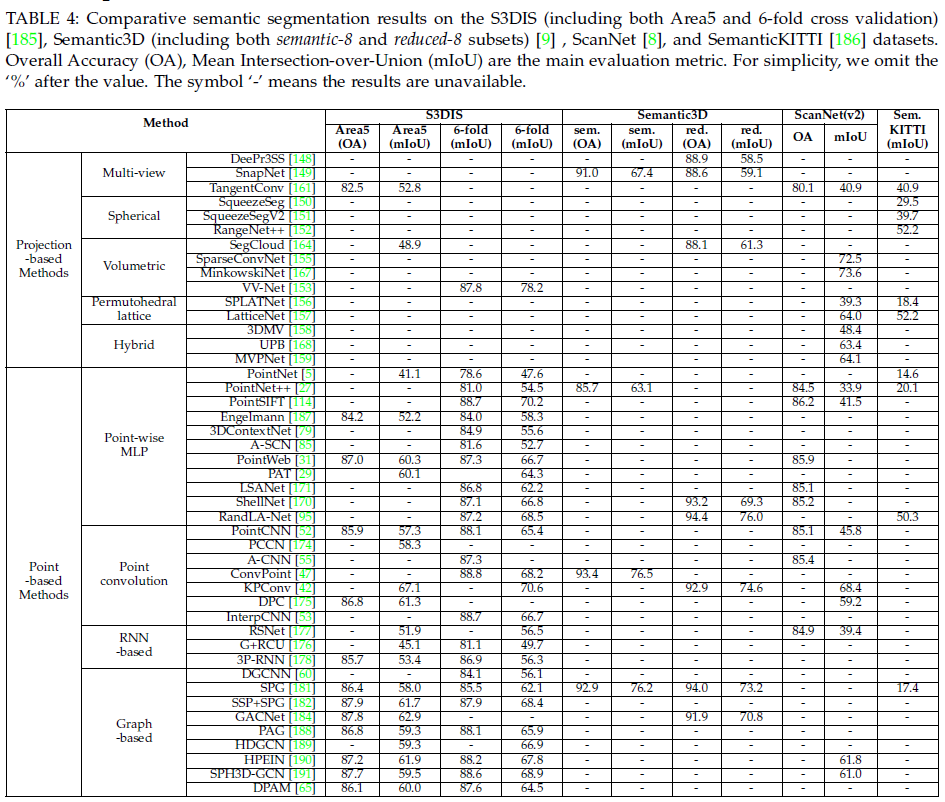 TABLE 4: Comparative semantic segmentation results on the S3DIS (including both Area5 and 6-fold cross validation)
[185], Semantic3D (including both semantic-8 and reduced-8 subsets) [9] , ScanNet [8], and SemanticKITTI [186] datasets.
Overall Accuracy (OA), Mean Intersection-over-Union (mIoU) are the main evaluation metric. For simplicity, we omit the
‘%’ after the value. The symbol ‘-’ means the results are unavailable.
Method S3DIS Semantic3D ScanNet(v2) Sem. KITTI (mIoU)
Area5 (OA) Area5 (mIoU) 6-fold (OA) 6-fold (mIoU) sem. (OA) sem. (mIoU) red. (OA) red. (mIoU) OA mIoU
Projection -based Methods
Multi-view
DeePr3SS [148] - - - - - - 88.9 58.5 - - -
SnapNet [149] - - - - 91.0 67.4 88.6 59.1 - - -
TangentConv [161] 82.5 52.8 - - - - - - 80.1 40.9 40.9
Spherical
SqueezeSeg [150] - - - - - - - - - - 29.5
SqueezeSegV2 [151] - - - - - - - - - - 39.7
RangeNet++ [152] - - - - - - - - - - 52.2
Volumetric
SegCloud [164] - 48.9 - - - - 88.1 61.3 - - -
SparseConvNet [155] - - - - - - - - - 72.5 -
MinkowskiNet [167] - - - - - - - - - 73.6 -
VV-Net [153] - - 87.8 78.2 - - - - - - -
Permutohedral lattice
SPLATNet [156] - - - - - - - - - 39.3 18.4
LatticeNet [157] - - - - - - - - - 64.0 52.2
Hybrid
3DMV [158] - - - - - - - - - 48.4 -
UPB [168] - - - - - - - - - 63.4 -
MVPNet [159] - - - - - - - - - 64.1 -
Point -based Methods
Point-wise MLP
PointNet [5] - 41.1 78.6 47.6 - - - - - - 14.6
PointNet++ [27] - - 81.0 54.5 85.7 63.1 - - 84.5 33.9 20.1
PointSIFT [114] - - 88.7 70.2 - - - - 86.2 41.5 -
Engelmann [187] 84.2 52.2 84.0 58.3 - - - - - - -
3DContextNet [79] - - 84.9 55.6 - - - - - - -
A-SCN [85] - - 81.6 52.7 - - - - - - -
PointWeb [31] 87.0 60.3 87.3 66.7 - - - - 85.9 - -
PAT [29] - 60.1 - 64.3 - - - - - - -
LSANet [171] - - 86.8 62.2 - - - - 85.1 - -
ShellNet [170] - - 87.1 66.8 - - 93.2 69.3 85.2 - -
RandLA-Net [95] - - 87.2 68.5 - - 94.4 76.0 - - 50.3
Point convolution
PointCNN [52] 85.9 57.3 88.1 65.4 - - - - 85.1 45.8 -
PCCN [174] - 58.3 - - - - - - - - -
A-CNN [55] - - 87.3 - - - - - 85.4 - -
ConvPoint [47] - - 88.8 68.2 93.4 76.5 - - - - -
KPConv [42] - 67.1 - 70.6 - - 92.9 74.6 - 68.4 -
DPC [175] 86.8 61.3 - - - - - - - 59.2 -
InterpCNN [53] - - 88.7 66.7 - - - - - - -
RNN -based
RSNet [177] - 51.9 - 56.5 - - - - 84.9 39.4 -
G+RCU [176] - 45.1 81.1 49.7 - - - - - - -
3P-RNN [178] 85.7 53.4 86.9 56.3 - - - - - - -
Graph -based
DGCNN [60] - - 84.1 56.1 - - - - - - -
SPG [181] 86.4 58.0 85.5 62.1 92.9 76.2 94.0 73.2 - - 17.4
SSP+SPG [182] 87.9 61.7 87.9 68.4 - - - - - - -
GACNet [184] 87.8 62.9 - - - - 91.9 70.8 - - -
PAG [188] 86.8 59.3 88.1 65.9 - - - - - - -
HDGCN [189] - 59.3 - 66.9 - - - - - - -
HPEIN [190] 87.2 61.9 88.2 67.8 - - - - - 61.8 -
SPH3D-GCN [191] 87.7 59.5 88.6 68.9 - - - - - 61.0 -
DPAM [65] 86.1 60.0 87.6 64.5 - - - - - - -